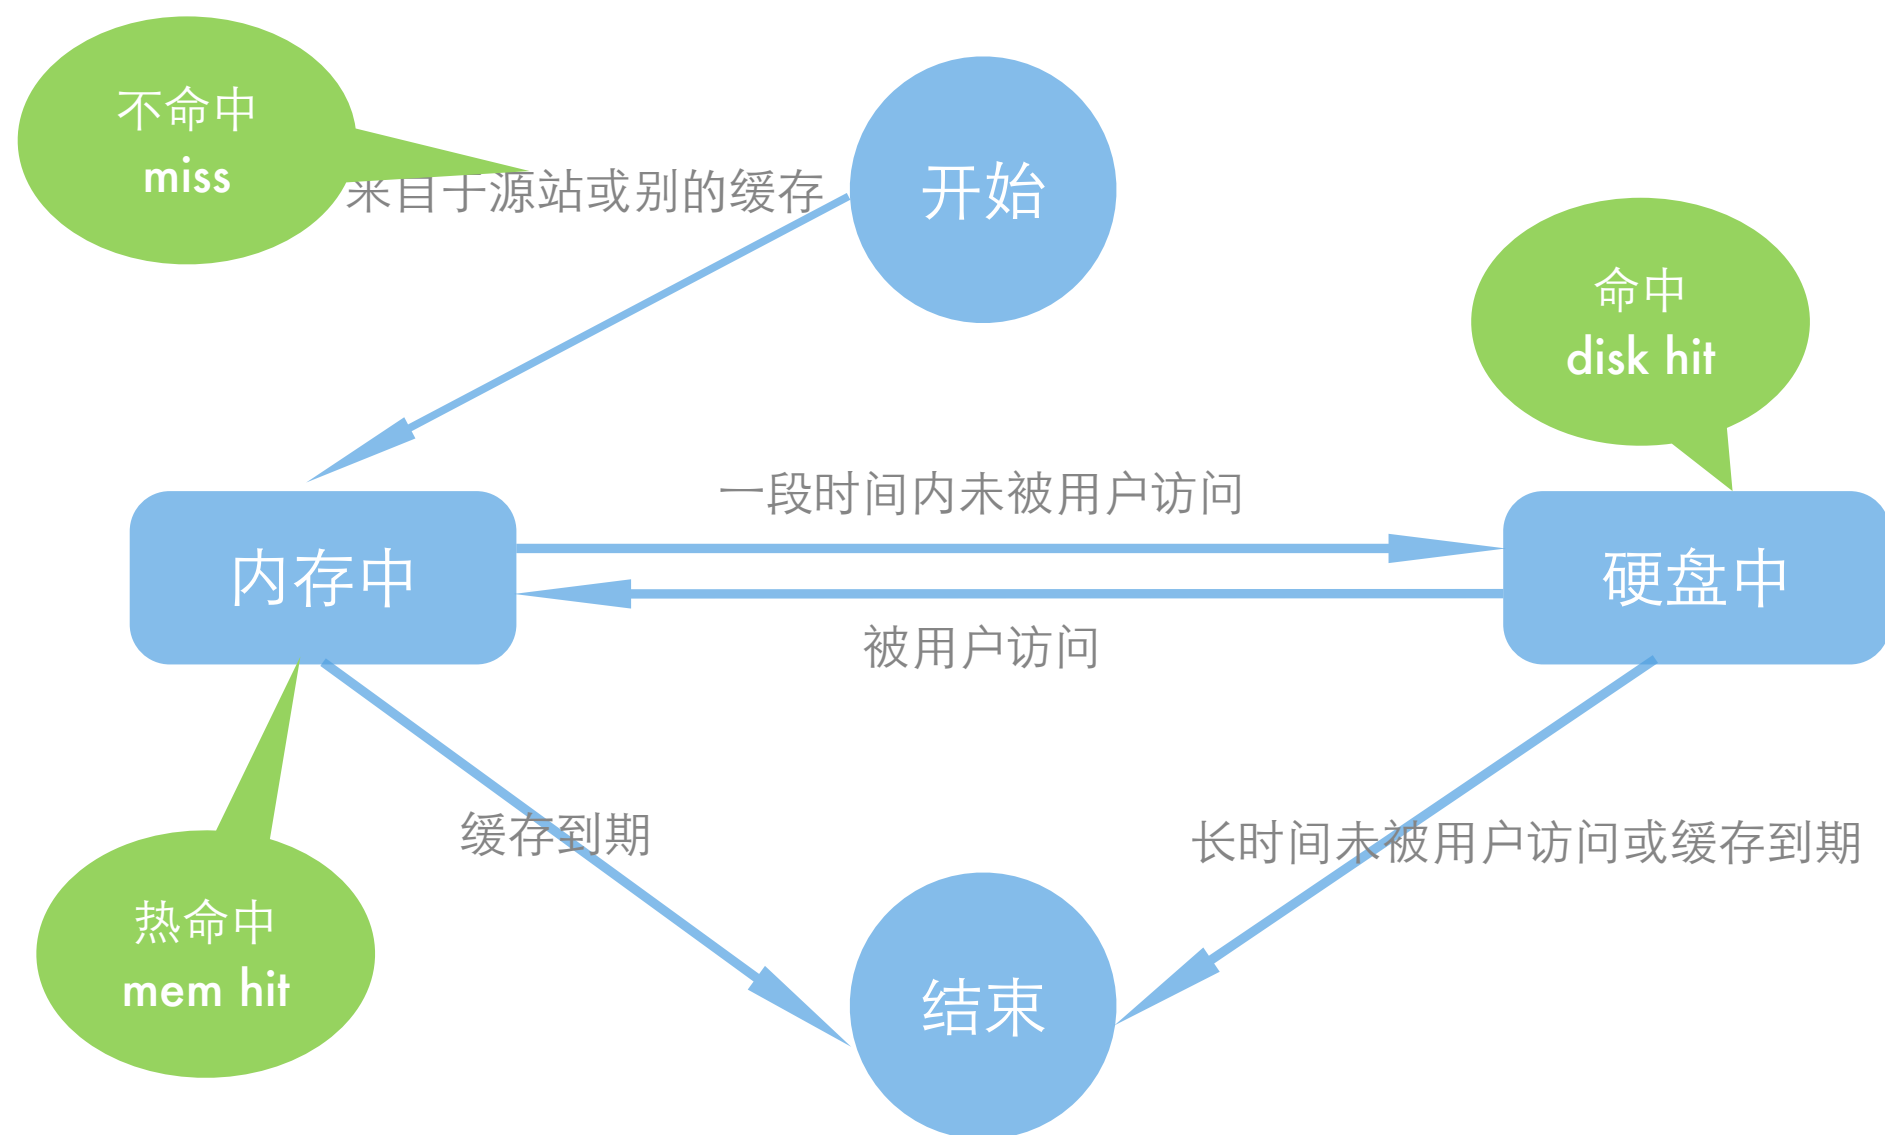 不命中
miss
来自于源站或别的缓存
开始
命中
disk hit
一段时间内未被用户访问
内存中
硬盘中
被用户访问
缓存到期
长时间未被用户访问或缓存到期
热命中
mem hit
结束